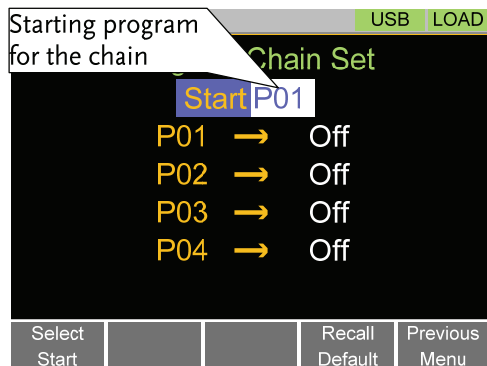 Starting program
for the chain
USB LOAD
Chain Set
Start P01
P01 → Off
P02 → Off
P03 → Off
P04 → Off
Select Start
Recall Default
Previous Menu